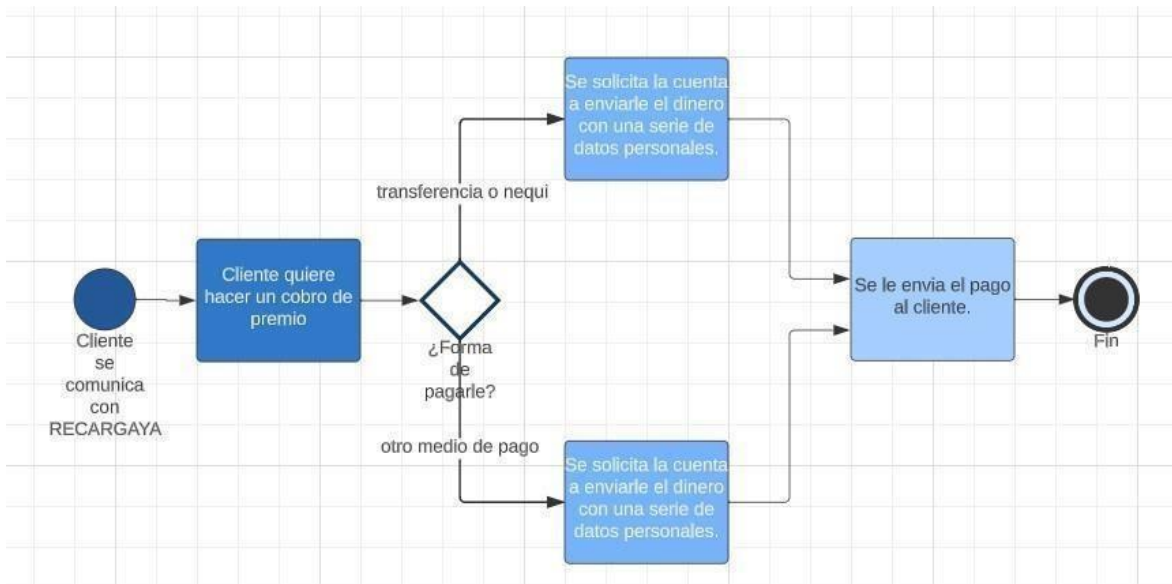 Cliente
se
comunica
con
RECARGAYA
Cliente quiere
hacer un cobro de
premio
¿Forma
de
pagarle?
transferencia o nequi
Se solicita la cuenta
a enviarle el dinero
con una serie de
datos personales.
otro medio de pago
Se solicita la cuenta
a enviarle el dinero
con una serie de
datos personales.
Se le envia el pago
al cliente.
Fin